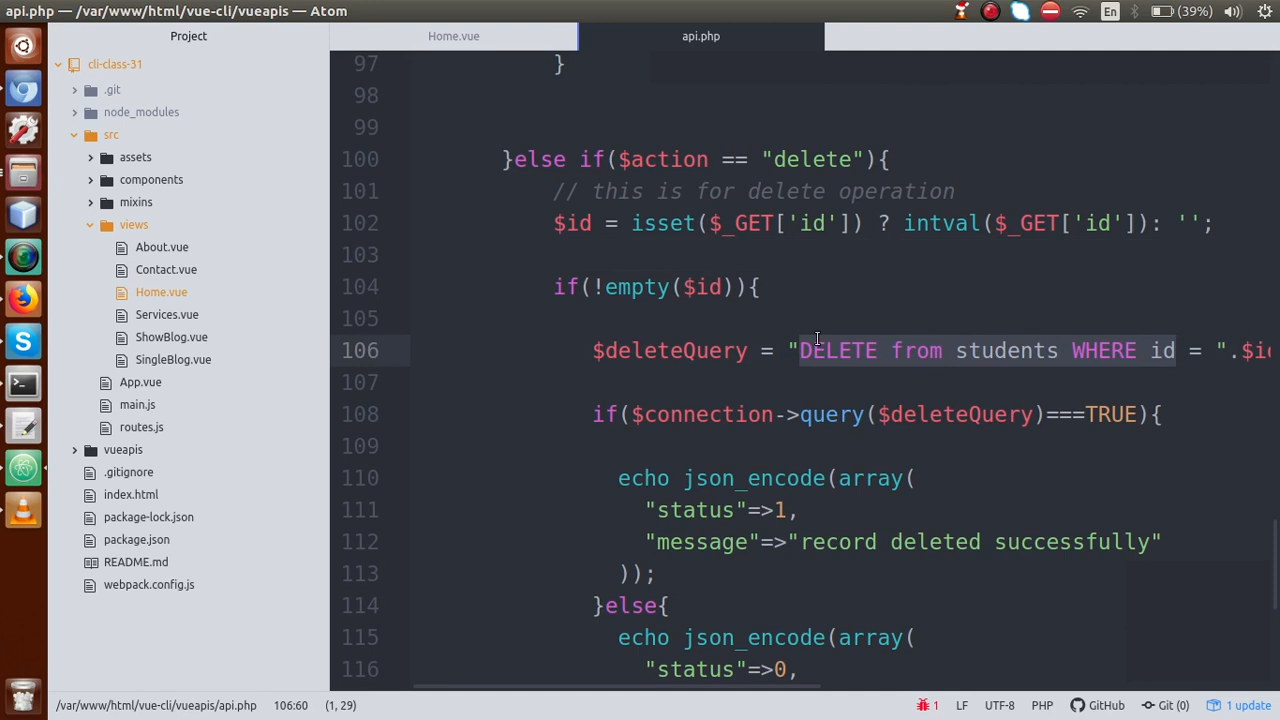 api.php — /var/www/html/vue-cli/vueapis — Atom
En
(39%)
Project
Home.vue
api.php
cli-class-31
.git
node_modules
src
assets
components
mixins
views
About.vue
Contact.vue
Home.vue
Services.vue
ShowBlog.vue
SingleBlog.vue
App.vue
main.js
routes.js
vueapis
.gitignore
index.html
package-lock.json
package.json
README.md
webpack.config.js
97 }
98
99
100 }else if($action == "delete"){
101 // this is for delete operation
102 $id = isset($_GET['id']) ? intval($_GET['id']): '';
103
104 if(!empty($id)){
105
106 $deleteQuery = "DELETE from students WHERE id = ".$id
107
108 if($connection->query($deleteQuery)===TRUE){
109
110 echo json_encode(array(
111 "status"=>1,
112 "message"=>"record deleted successfully"
113 ));
114 }else{
115 echo json_encode(array(
116 "status"=>0,
/var/www/html/vue-cli/vueapis/api.php 106:60 (1, 29)
1 LF UTF-8 PHP GitHub Git (0) 1 update